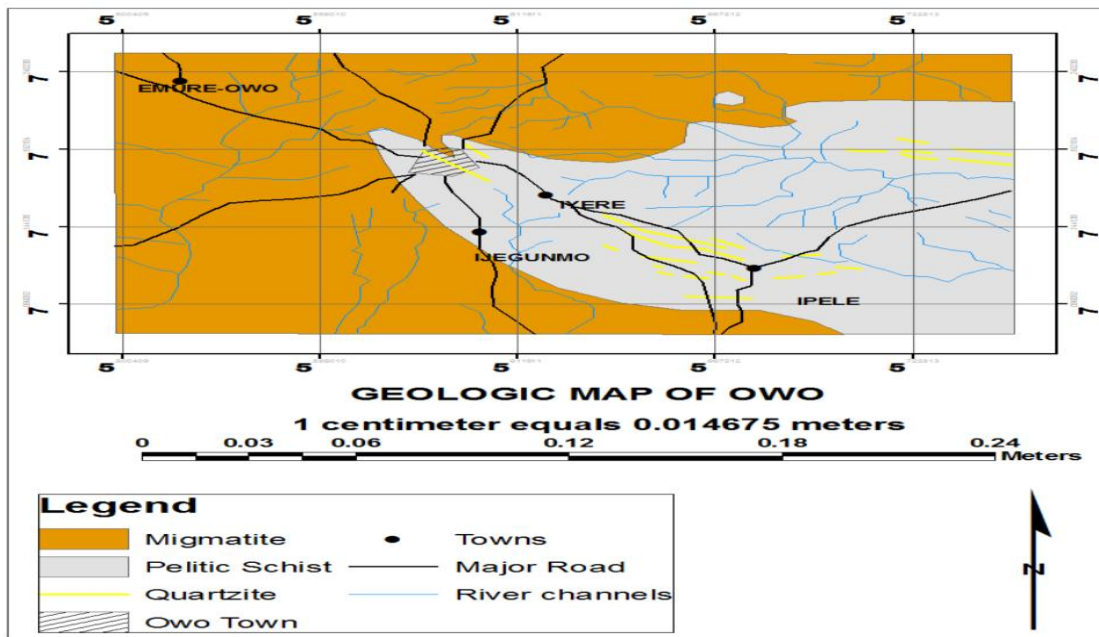 5 5 5 5 5
7 7
EMURE-OWO
7 7
IYERE
7 7
IJEGUNMO
IPELE
7 7
5 5 5 5 5
GEOLOGIC MAP OF OWO
1 centimeter equals 0.014675 meters
0 0.03 0.06 0.12 0.18 0.24
Meters
Legend
Migmatite Towns
Pelitic Schist Major Road
Quartzite River channels
Owo Town
N